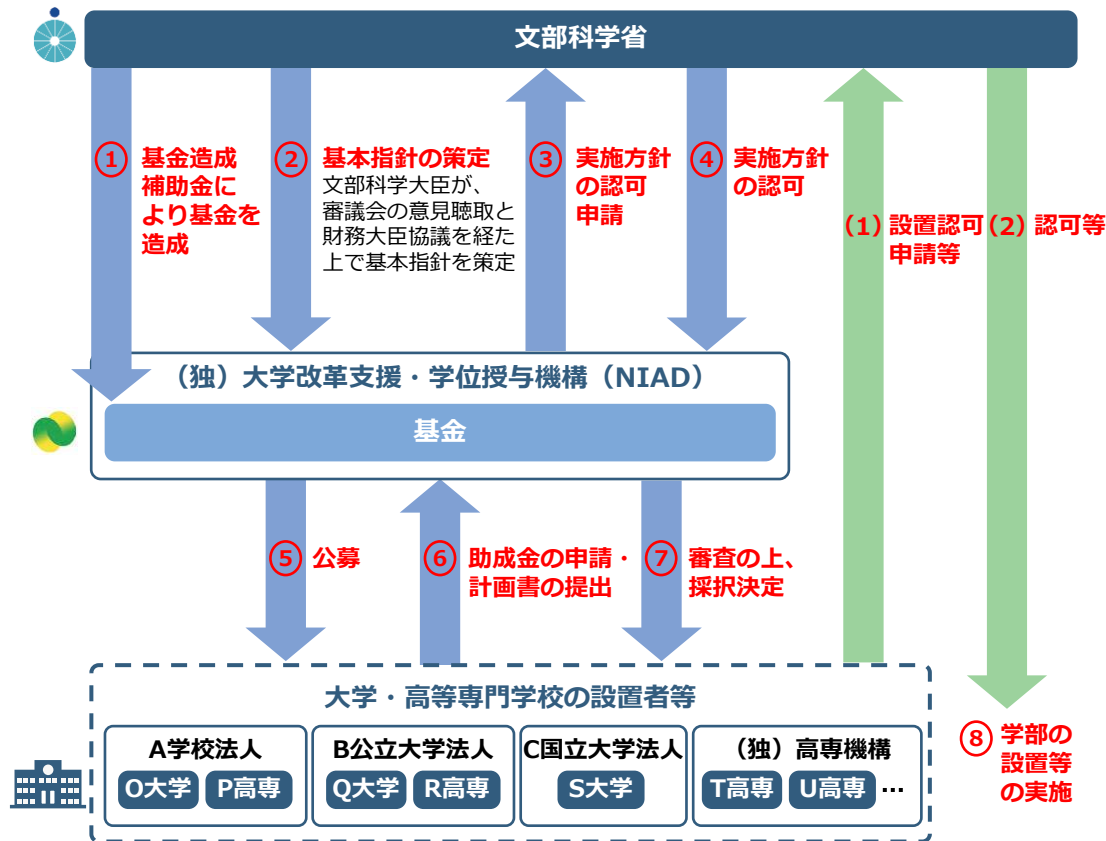 文部科学省
① 基金造成
補助金に
より基金を
造成
② 基本指針の策定
文部科学大臣が、
審議会の意見聴取と
財務大臣協議を経た
上で基本指針を策定
③ 実施方針
の認可
申請
④ 実施方針
の認可
(1) 設置認可
申請等
(2) 認可等
（独）大学改革支援・学位授与機構（NIAD）
基金
⑤ 公募
⑥ 助成金の申請・
計画書の提出
⑦ 審査の上、
採択決定
大学・高等専門学校の設置者等
A学校法人
O大学 P高専
B公立大学法人
Q大学 R高専
C国立大学法人
S大学
（独）高専機構
T高専 U高専 …
⑧ 学部の
設置等
の実施